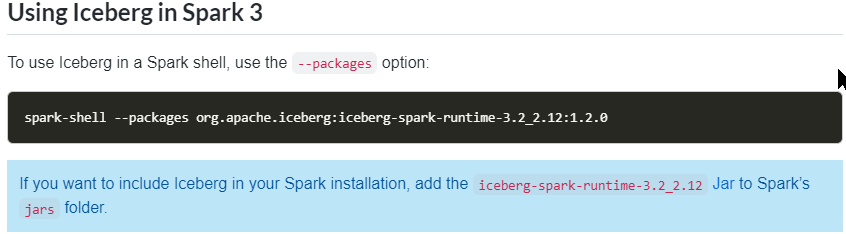 Using Iceberg in Spark 3
To use Iceberg in a Spark shell, use the --packages option:
spark-shell --packages org.apache.iceberg:iceberg-spark-runtime-3.2_2.12:1.2.0
If you want to include Iceberg in your Spark installation, add the iceberg-spark-runtime-3.2_2.12 Jar to Spark's
jars folder.